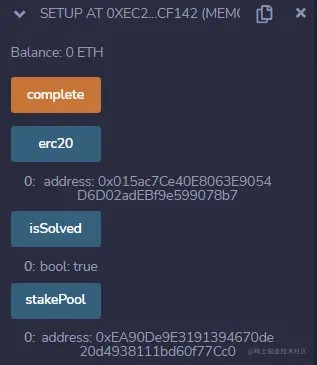 SETUP AT 0XEC2...CF142 (MEMO
Balance: 0 ETH
complete
erc20
0: address: 0x015ac7Ce40E8063E9054
D6D02adEBf9e599078b7
isSolved
0: bool: true
stakePool
0: address: 0xEA90De9E3191394670de
20d4938111bd60f77Cc0
@稀土掘金技术社区